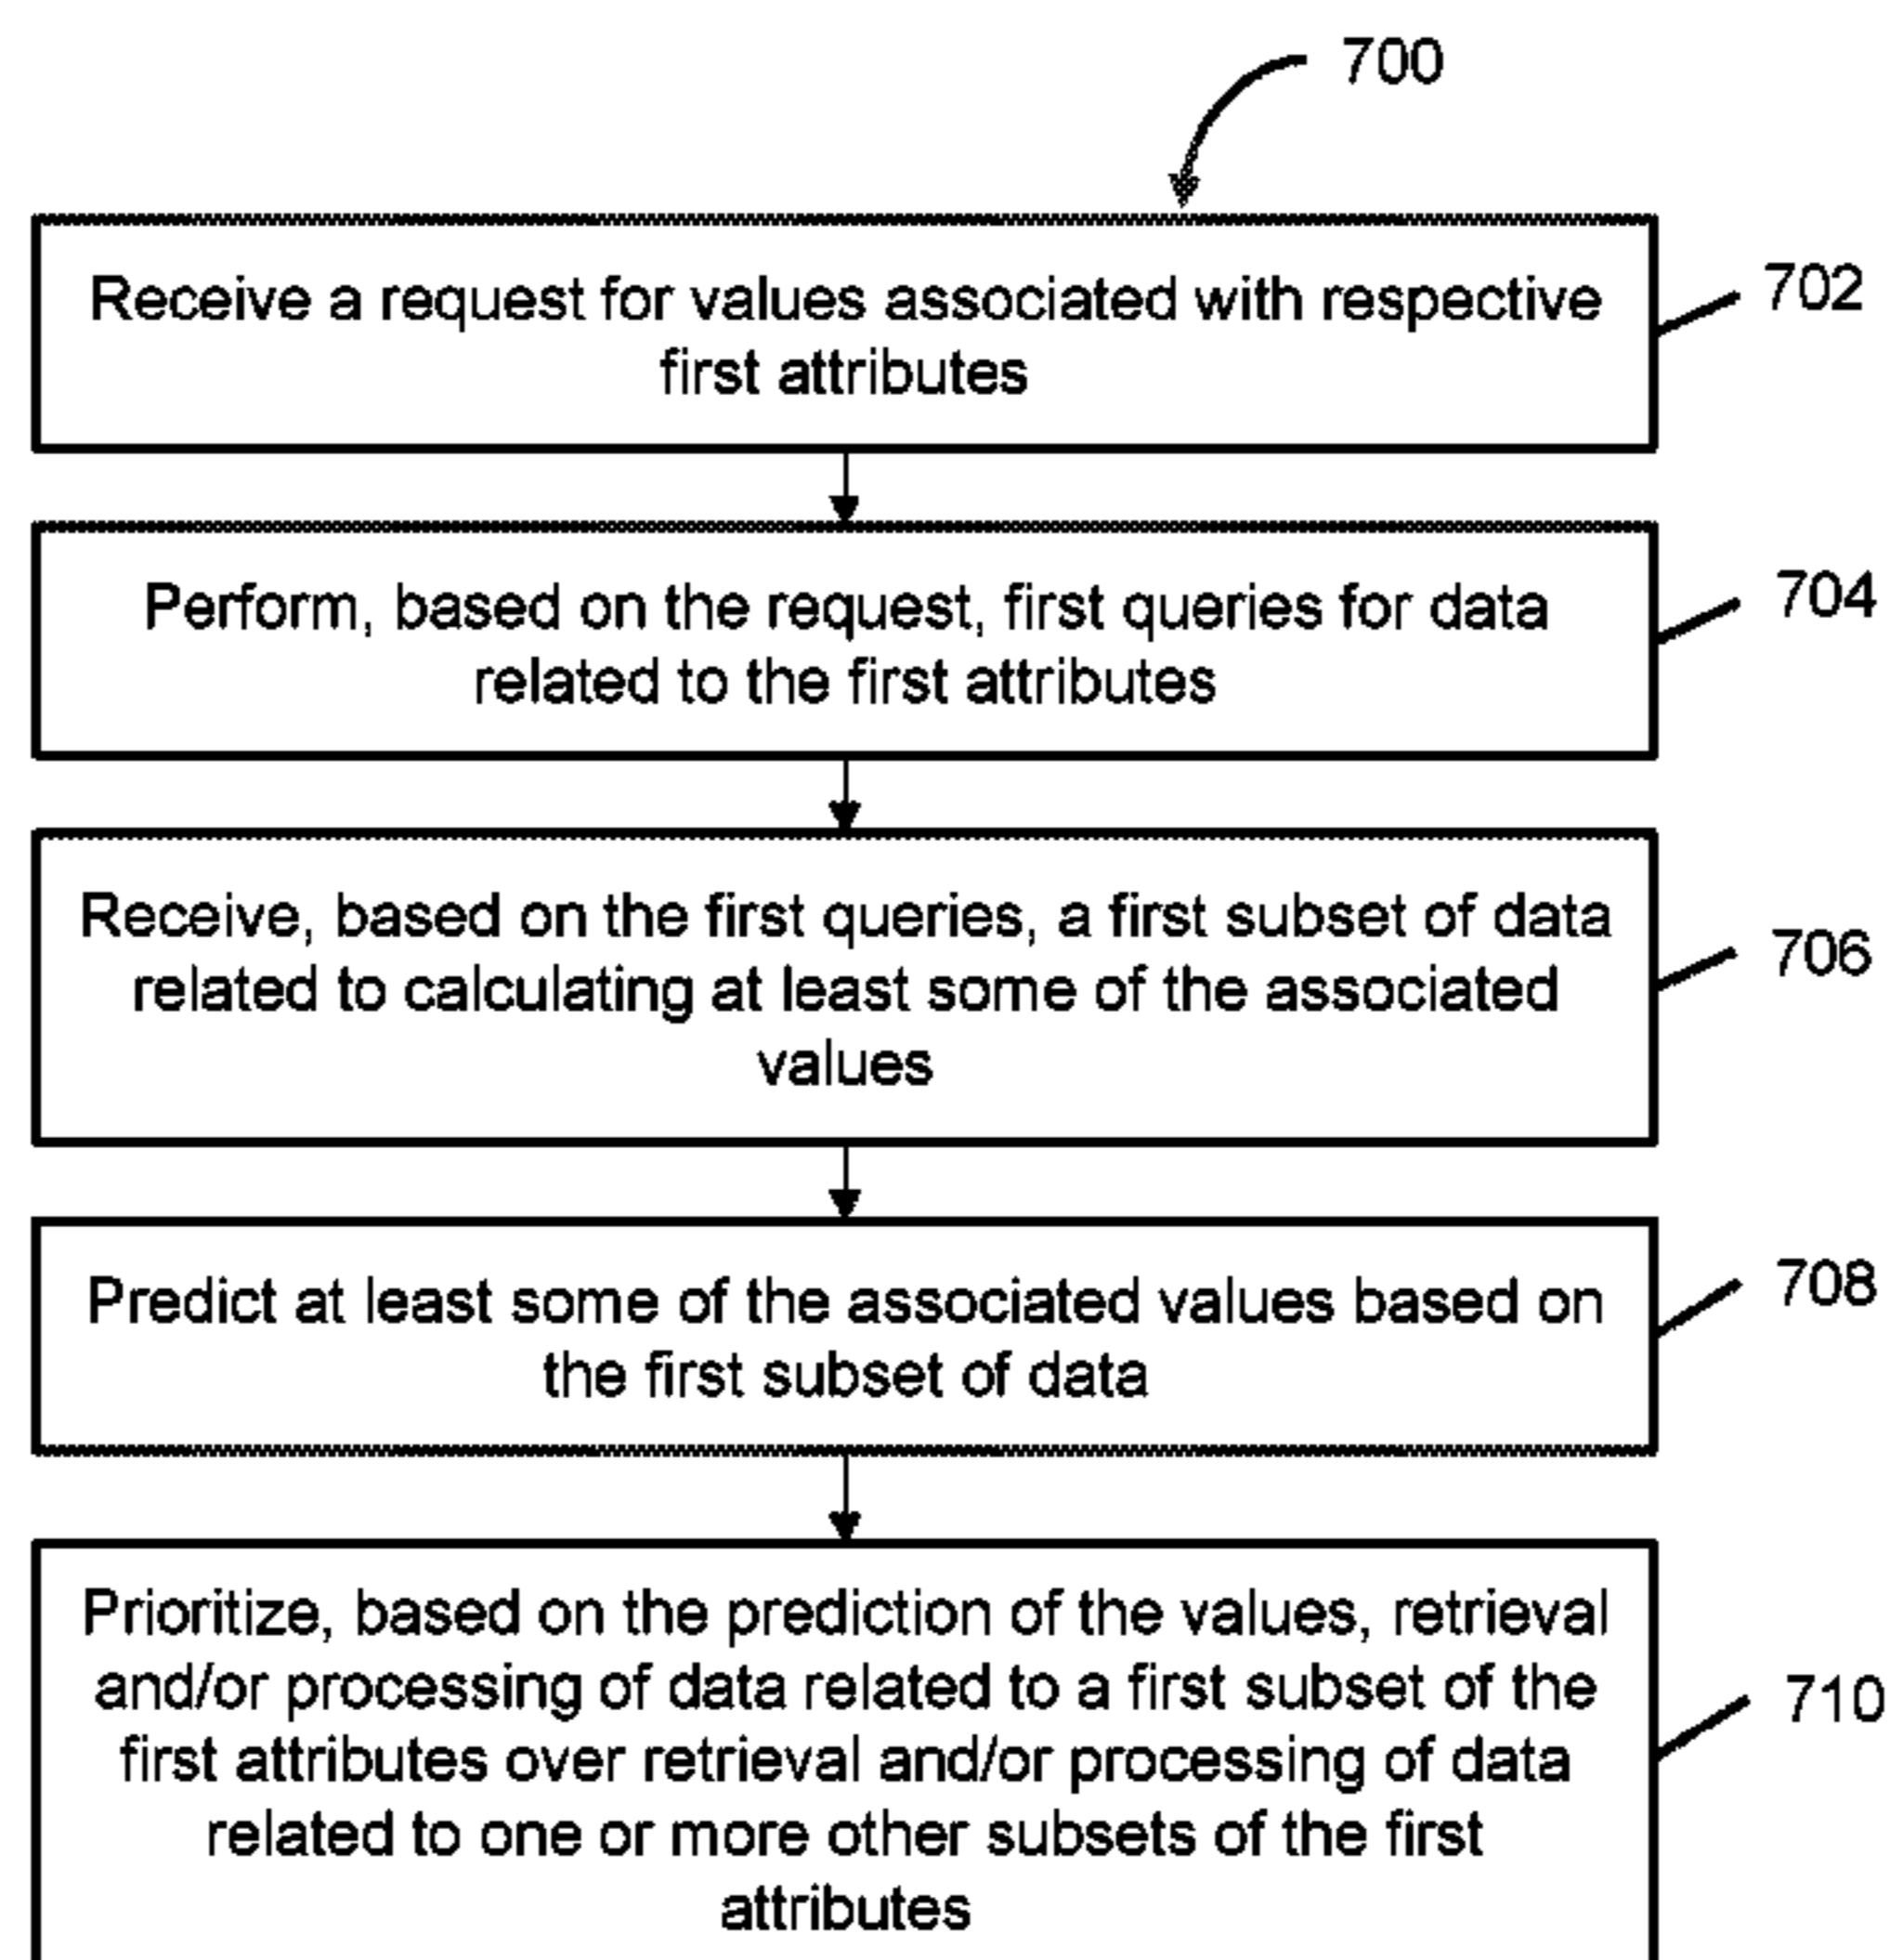 700
Receive a request for values associated with respective
first attributes
702
Perform, based on the request, first queries for data
related to the first attributes
704
Receive, based on the first queries, a first subset of data
related to calculating at least some of the associated
values
706
Predict at least some of the associated values based on
the first subset of data
708
Prioritize, based on the prediction of the values, retrieval
and/or processing of data related to a first subset of the
first attributes over retrieval and/or processing of data
related to one or more other subsets of the first
attributes
710